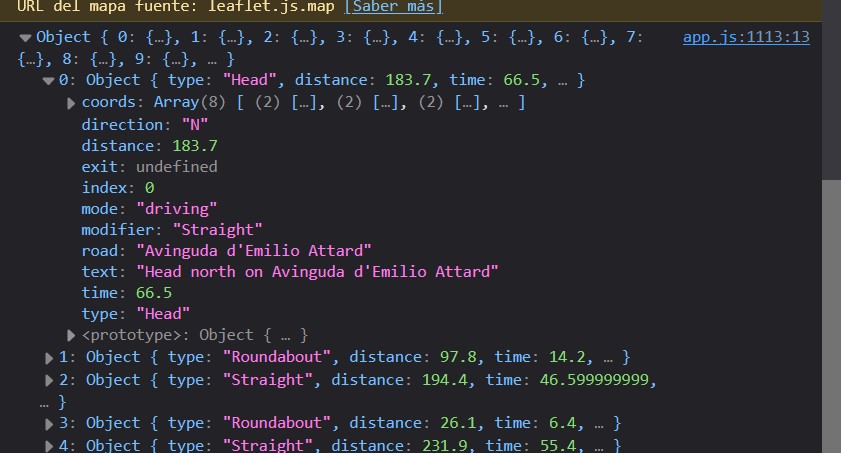 URL del mapa fuente: leaflet.js.map [Saber más]
Object { 0: {…}, 1: {…}, 2: {…}, 3: {…}, 4: {…}, 5: {…}, 6: {…}, 7: app.js:1113:13
{…}, 8: {…}, 9: {…}, … }
0: Object { type: "Head", distance: 183.7, time: 66.5, … }
coords: Array(8) [ (2) […], (2) […], (2) […], … ]
direction: "N"
distance: 183.7
exit: undefined
index: 0
mode: "driving"
modifier: "Straight"
road: "Avinguda d'Emilio Attard"
text: "Head north on Avinguda d'Emilio Attard"
time: 66.5
type: "Head"
<prototype>: Object { … }
1: Object { type: "Roundabout", distance: 97.8, time: 14.2, … }
2: Object { type: "Straight", distance: 194.4, time: 46.599999999,
… }
3: Object { type: "Roundabout", distance: 26.1, time: 6.4, … }
4: Object { type: "Straight", distance: 231.9, time: 55.4, … }